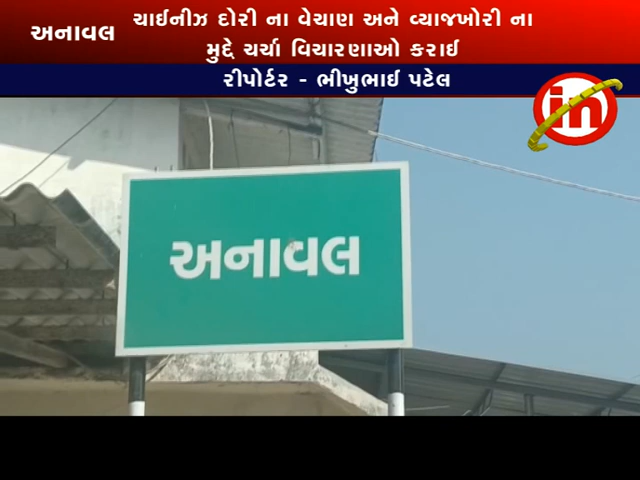 અનાવલ
ચાઈનીઝ દોરી ના વેચાણ અને વ્યાજખોરી ના
મુદ્દે ચર્ચા વિચારણાઓ કરાઈ
રીપોર્ટર - ભીખુભાઈ પટેલ
in
અનાવલ